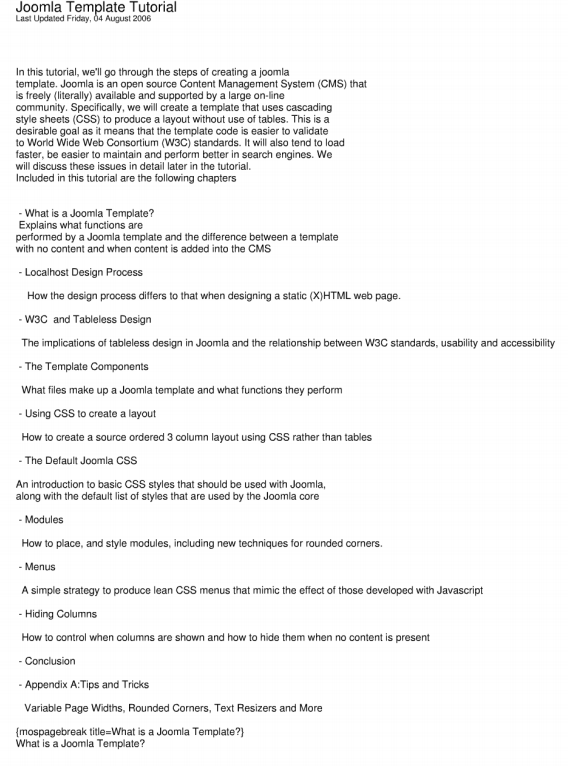 Joomla Template Tutorial
Last Updated Friday, 04 August 2006
In this tutorial, we'll go through the steps of creating a joomla
template. Joomla is an open source Content Management System (CMS) that
is freely (literally) available and supported by a large on-line
community. Specifically, we will create a template that uses cascading
style sheets (CSS) to produce a layout without use of tables. This is a
desirable goal as it means that the template code is easier to validate
to World Wide Web Consortium (W3C) standards. It will also tend to load
faster, be easier to maintain and perform better in search engines. We
will discuss these issues in detail later in the tutorial.
Included in this tutorial are the following chapters
- What is a Joomla Template?
Explains what functions are
performed by a Joomla template and the difference between a template
with no content and when content is added into the CMS
- Localhost Design Process
How the design process differs to that when designing a static (X)HTML web page.
- W3C and Tableless Design
The implications of tableless design in Joomla and the relationship between W3C standards, usability and accessibility
- The Template Components
What files make up a Joomla template and what functions they perform
- Using CSS to create a layout
How to create a source ordered 3 column layout using CSS rather than tables
- The Default Joomla CSS
An introduction to basic CSS styles that should be used with Joomla,
along with the default list of styles that are used by the Joomla core
- Modules
How to place, and style modules, including new techniques for rounded corners.
- Menus
A simple strategy to produce lean CSS menus that mimic the effect of those developed with Javascript
- Hiding Columns
How to control when columns are shown and how to hide them when no content is present
- Conclusion
- Appendix A:Tips and Tricks
Variable Page Widths, Rounded Corners, Text Resizers and More
{mospagebreak title=What is a Joomla Template?}
What is a Joomla Template?